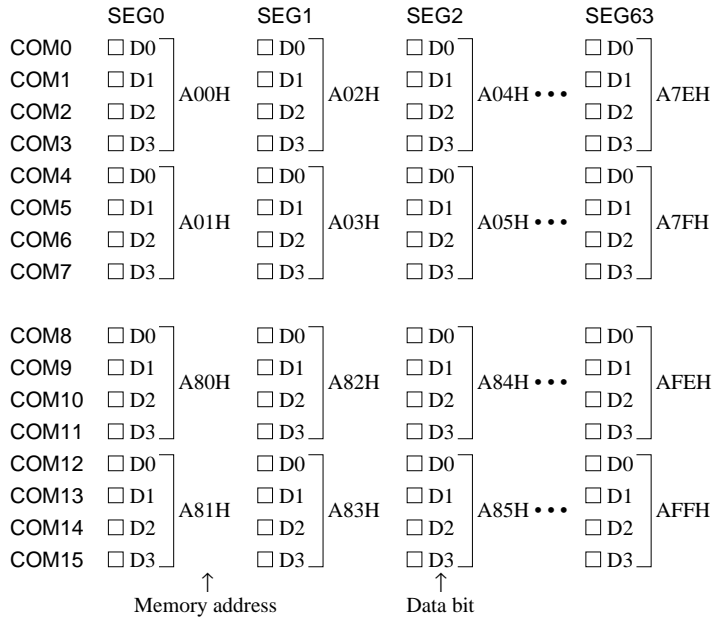 SEG0 SEG1 SEG2 SEG63
COM0 D0 D0 D0 D0
COM1 D1 D1 D1 D1
A00H A02H A04H ••• A7EH
COM2 D2 D2 D2 D2
COM3 D3 D3 D3 D3
COM4 D0 D0 D0 D0
COM5 D1 D1 D1 D1
A01H A03H A05H ••• A7FH
COM6 D2 D2 D2 D2
COM7 D3 D3 D3 D3
COM8 D0 D0 D0 D0
COM9 D1 D1 D1 D1
A80H A82H A84H ••• AFEH
COM10 D2 D2 D2 D2
COM11 D3 D3 D3 D3
COM12 D0 D0 D0 D0
COM13 D1 D1 D1 D1
A81H A83H A85H ••• AFFH
COM14 D2 D2 D2 D2
COM15 D3 D3 D3 D3
↑ ↑
Memory address Data bit